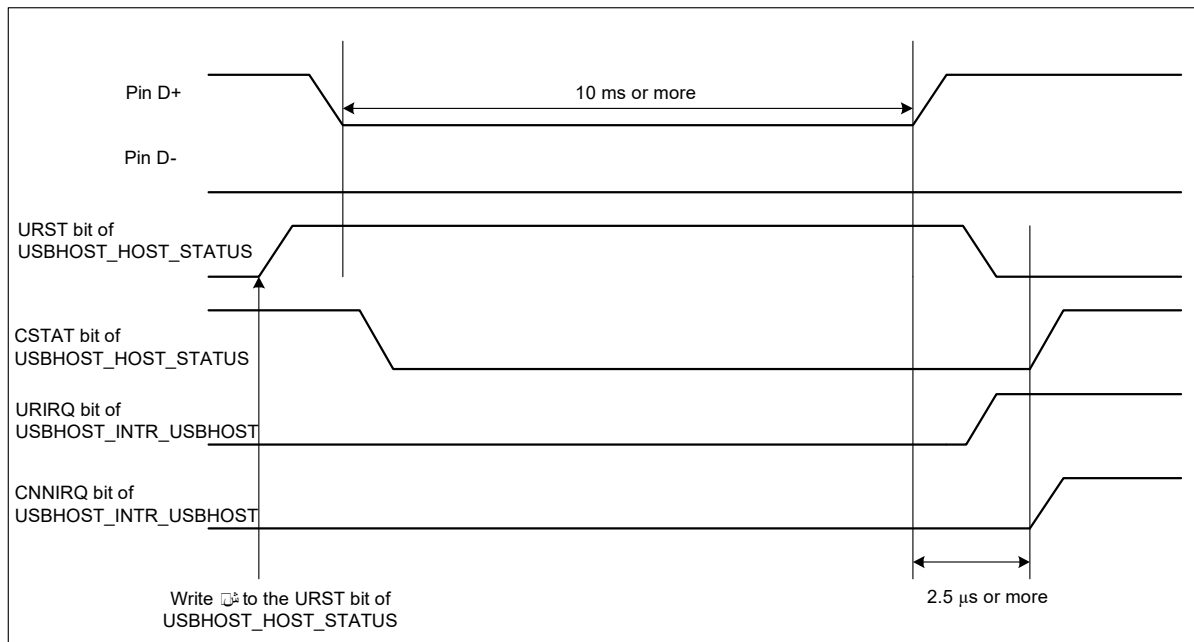 Pin D+
10 ms or more
Pin D-
URST bit of
USBHOST_HOST_STATUS
CSTAT bit of
USBHOST_HOST_STATUS
URIRQ bit of
USBHOST_INTR_USBHOST
CNNIRQ bit of
USBHOST_INTR_USBHOST
Write to the URST bit of
USBHOST_HOST_STATUS
2.5 μs or more